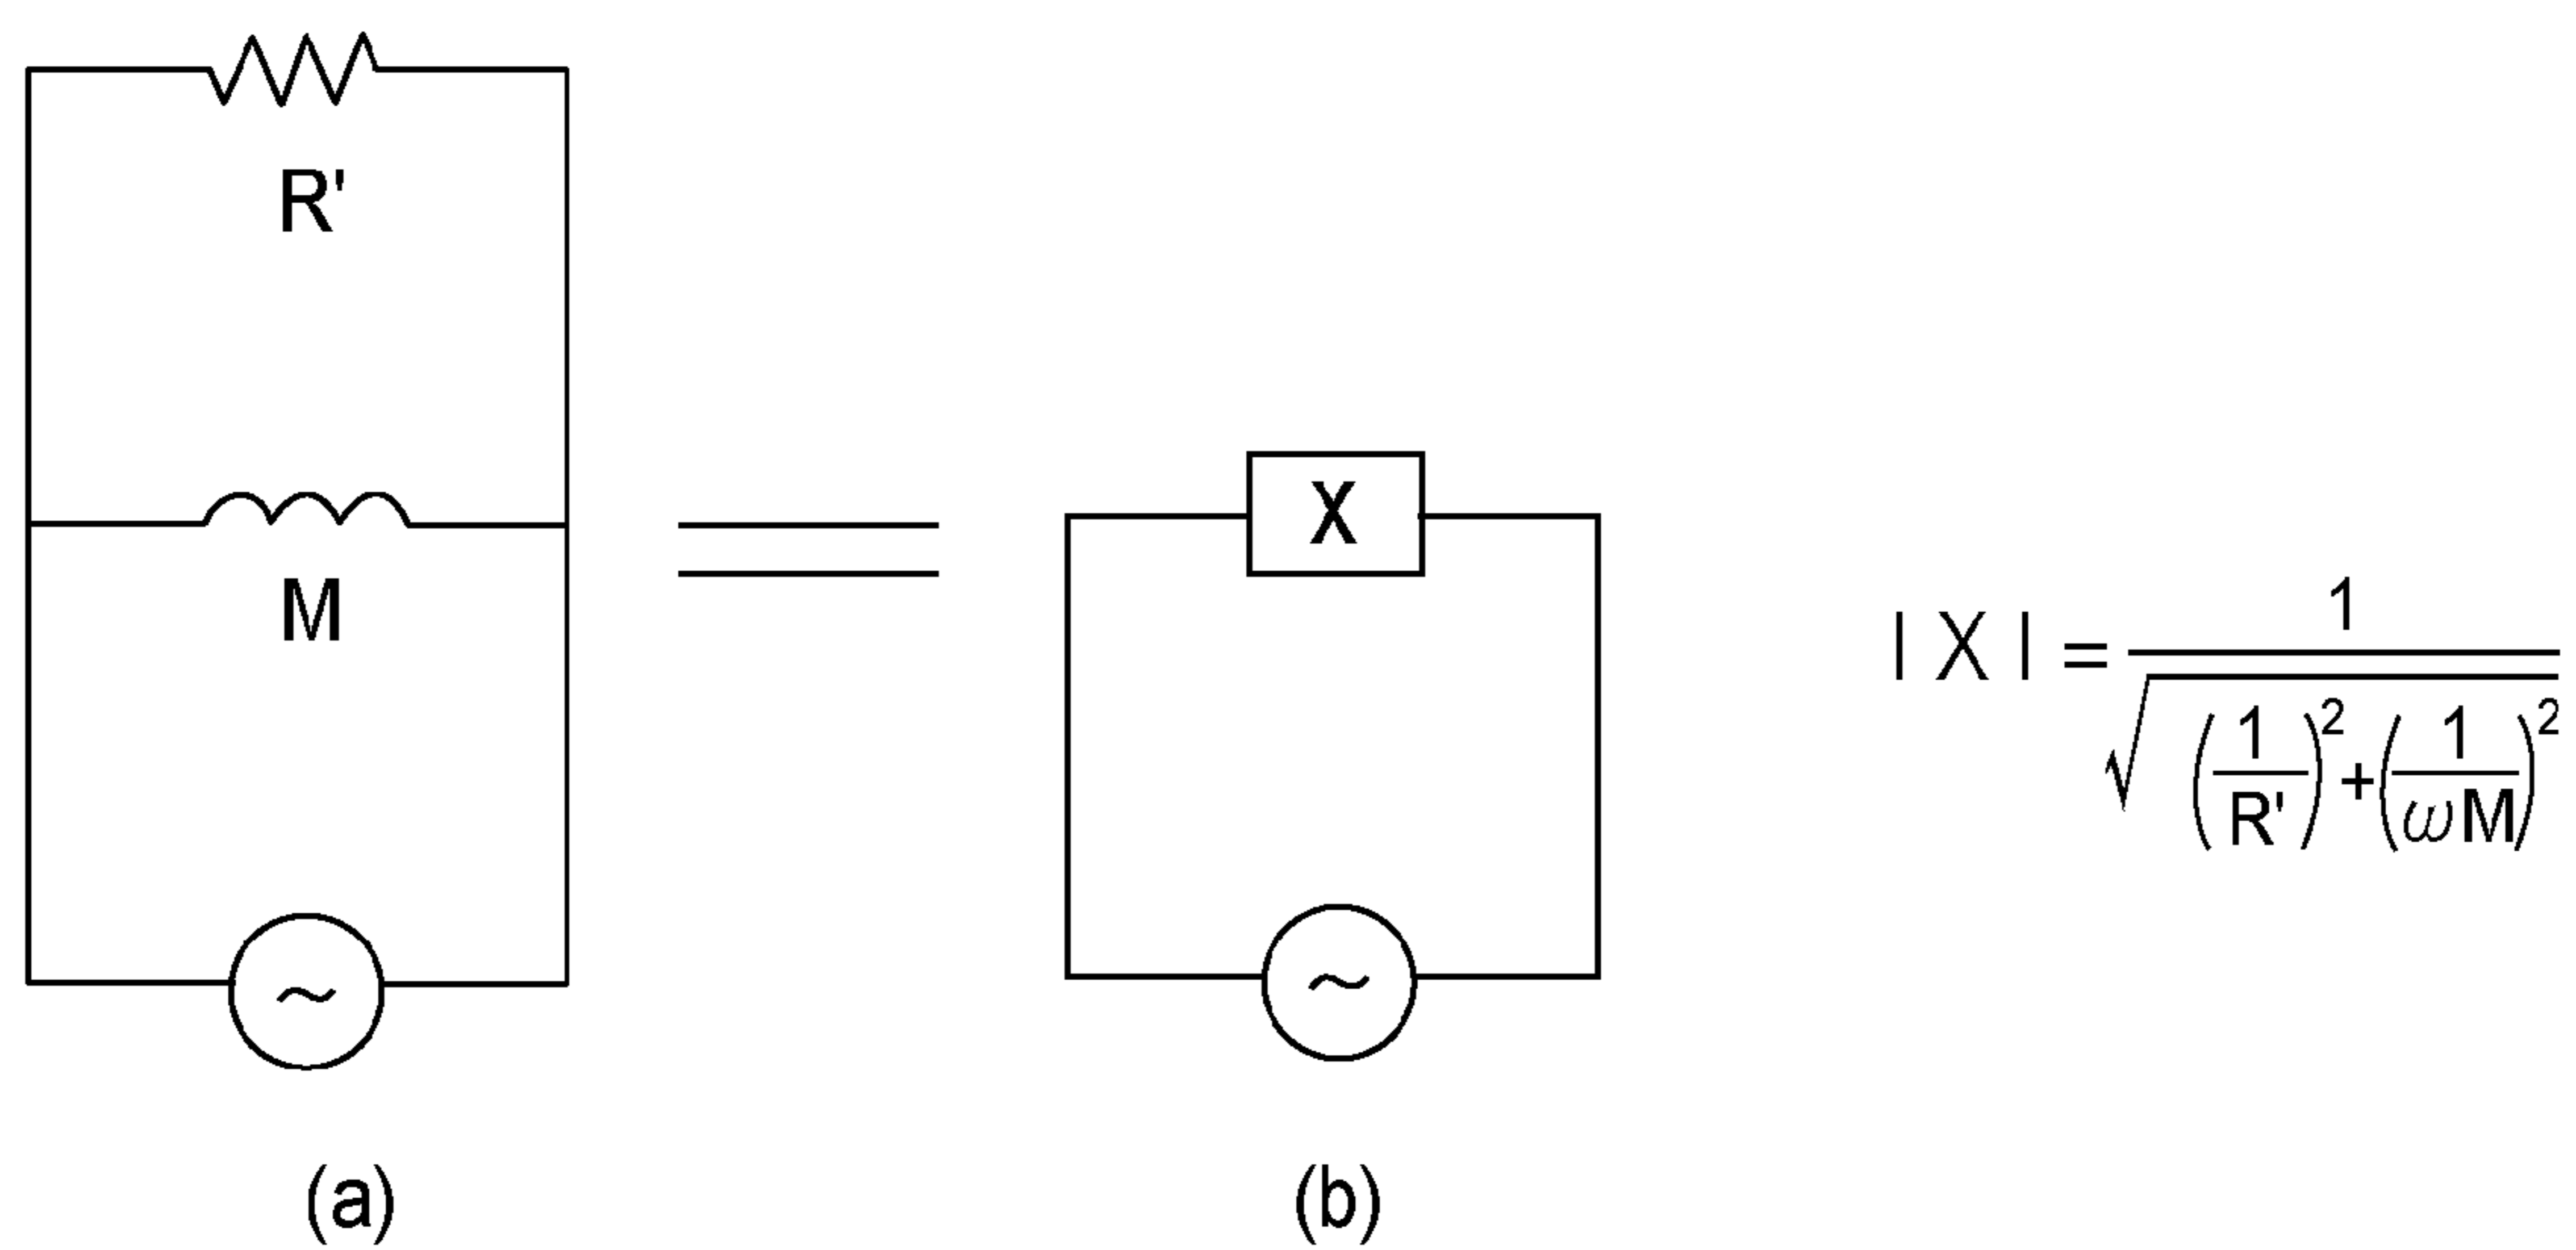 R'
M
X
| X | = 1 / √( (1/R')² + (1/ωM)² )
(a)
(b)